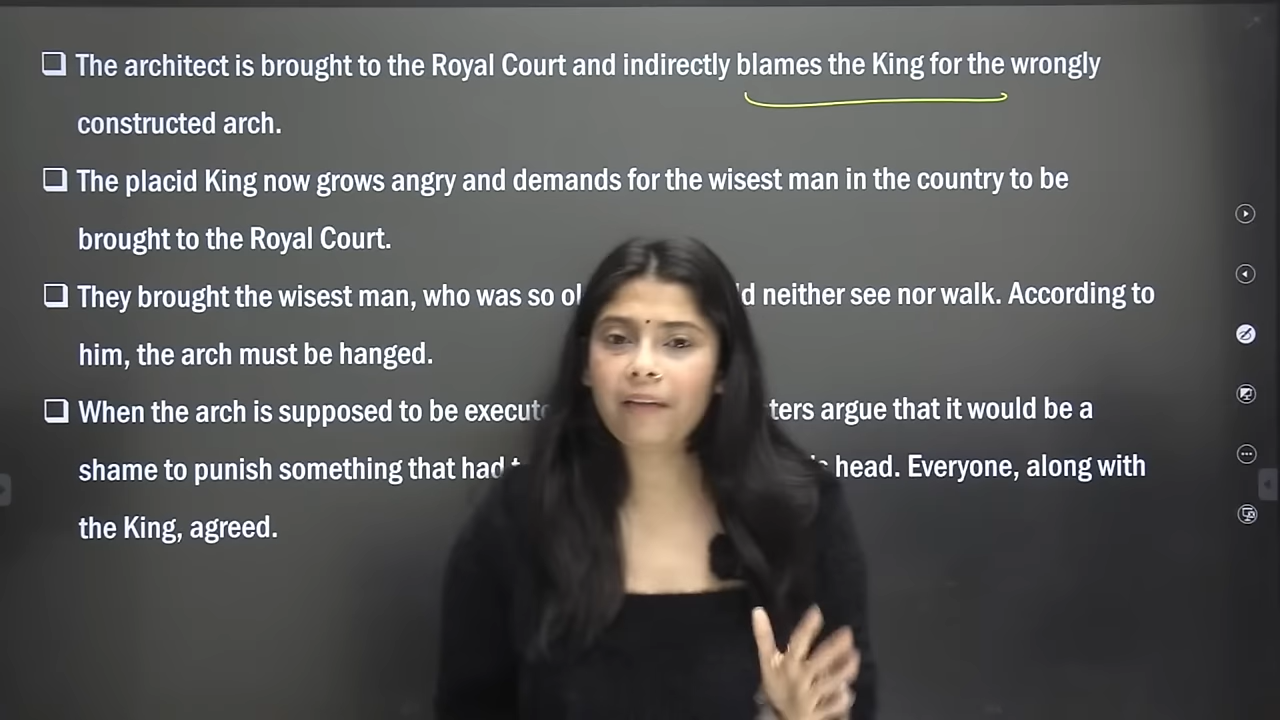 The architect is brought to the Royal Court and indirectly blames the King for the wrongly
constructed arch.
The placid King now grows angry and demands for the wisest man in the country to be
brought to the Royal Court.
They brought the wisest man, who was so neither see nor walk. According to
him, the arch must be hanged.
When the arch is supposed to be argue that it would be a
shame to punish something that had head. Everyone, along with
the King, agreed.